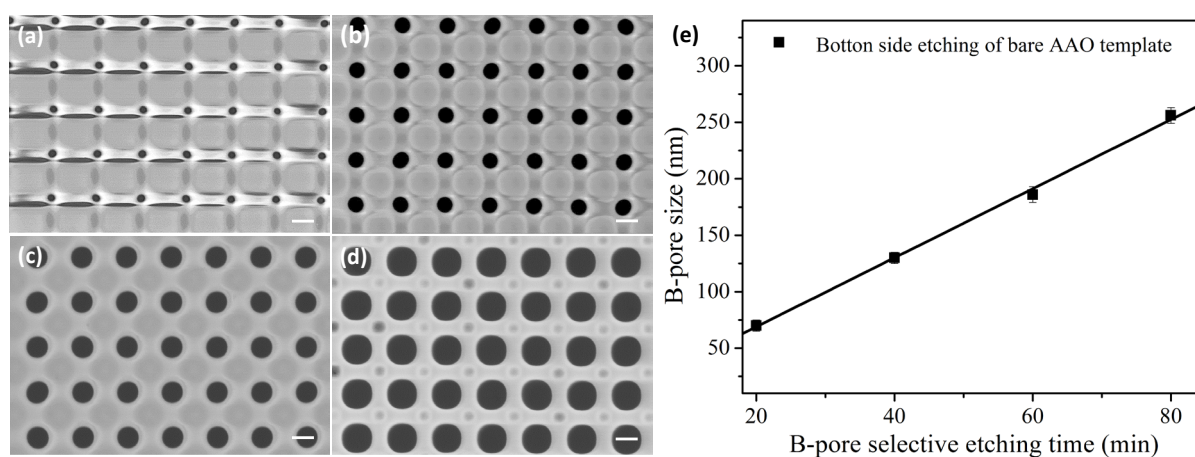 (a)
(b)
(c)
(d)
(e)
Botton side etching of bare AAO template
B-pore size (nm)
300
250
200
150
100
50
20
40
60
80
B-pore selective etching time (min)